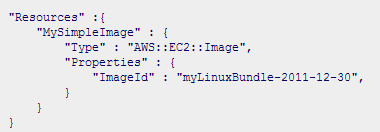 "Resources" :{
    "MySimpleImage" : {
        "Type" : "AWS::EC2::Image",
        "Properties" : {
            "ImageId" : "myLinuxBundle-2011-12-30",
        }
    }
}